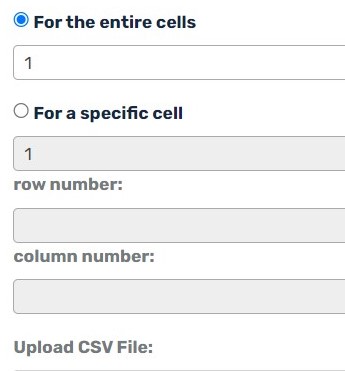 For the entire cells
1
For a specific cell
1
row number:
column number:
Upload CSV File: